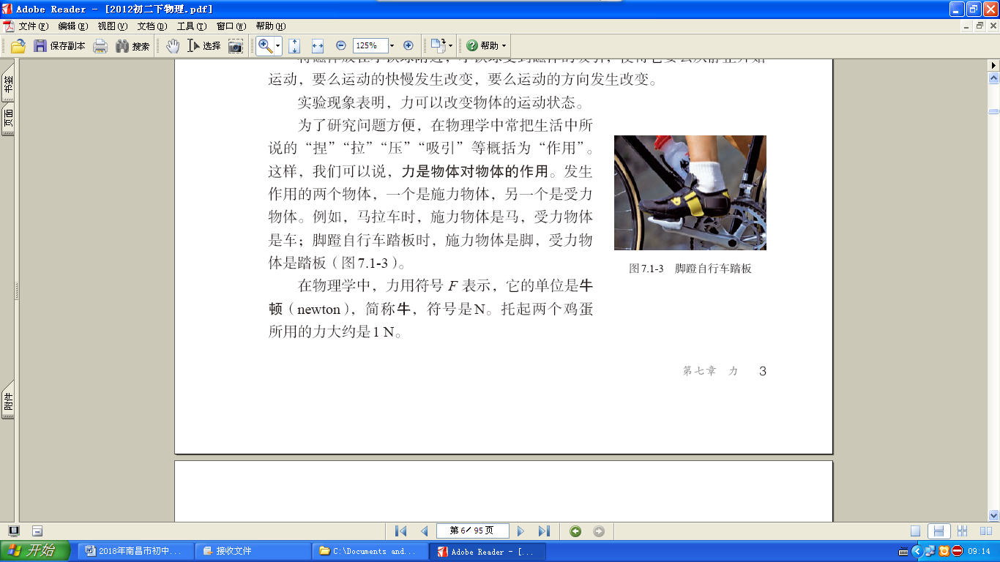 Adobe Reader - [2012初二下物理.pdf]
文件(F) 编辑(E) 视图(V) 文档(D) 工具(T) 窗口(W) 帮助(H)
保存副本 搜索 选择 125% 帮助
书签
页面
附件
运动，要么运动的快慢发生改变，要么运动的方向发生改变。
实验现象表明，力可以改变物体的运动状态。
为了研究问题方便，在物理学中常把生活中所
说的“捏”“拉”“压”“吸引”等概括为“作用”。
这样，我们可以说，力是物体对物体的作用。发生
作用的两个物体，一个是施力物体，另一个是受力
物体。例如，马拉车时，施力物体是马，受力物体
是车；脚蹬自行车踏板时，施力物体是脚，受力物
体是踏板（图7.1-3）。
图7.1-3 脚蹬自行车踏板
在物理学中，力用符号 F 表示，它的单位是牛
顿（newton），简称牛，符号是N。托起两个鸡蛋
所用的力大约是1 N。
第七章 力 3
第 6/ 95 页
开始 2018年南昌市初中... 接收文件 C:\Documents and... Adobe Reader - [... 09:14